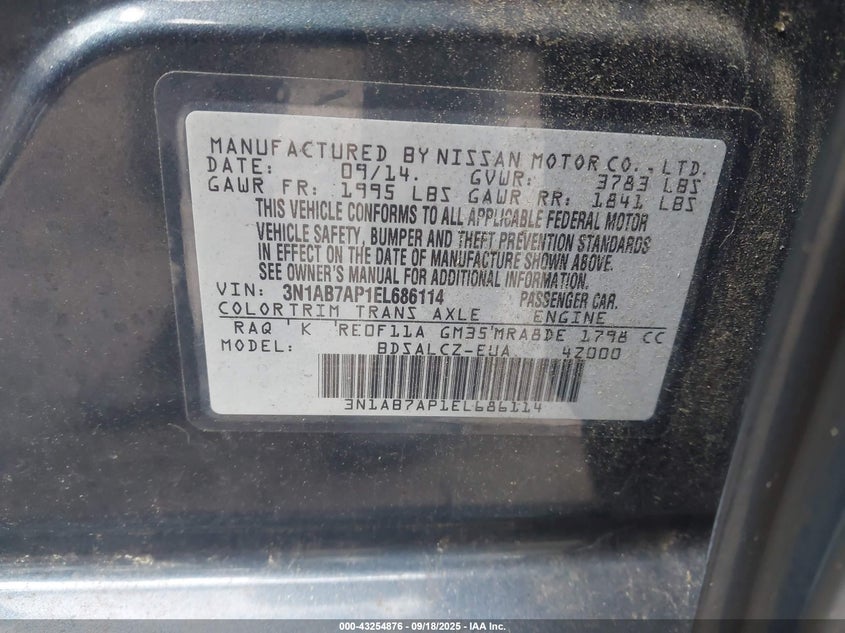 MANUFACTURED BY NISSAN MOTOR CO., LTD.
DATE: 09/14. GVWR: 3783 LBS
GAWR FR: 1995 LBS GAWR RR: 1841 LBS
THIS VEHICLE CONFORMS TO ALL APPLICABLE FEDERAL MOTOR
VEHICLE SAFETY, BUMPER AND THEFT PREVENTION STANDARDS
IN EFFECT ON THE DATE OF MANUFACTURE SHOWN ABOVE.
SEE OWNER'S MANUAL FOR ADDITIONAL INFORMATION.
VIN: 3N1AB7AP1EL686114 PASSENGER CAR.
COLORTRIM TRANS AXLE ENGINE
RAQ ' K 'RE0F11A GM35'MRA8DE 1798 CC
MODEL: BDSALCZ-EUA 4Z000
3N1AB7AP1EL686114
000-43254876 - 09/18/2025 - IAA Inc.